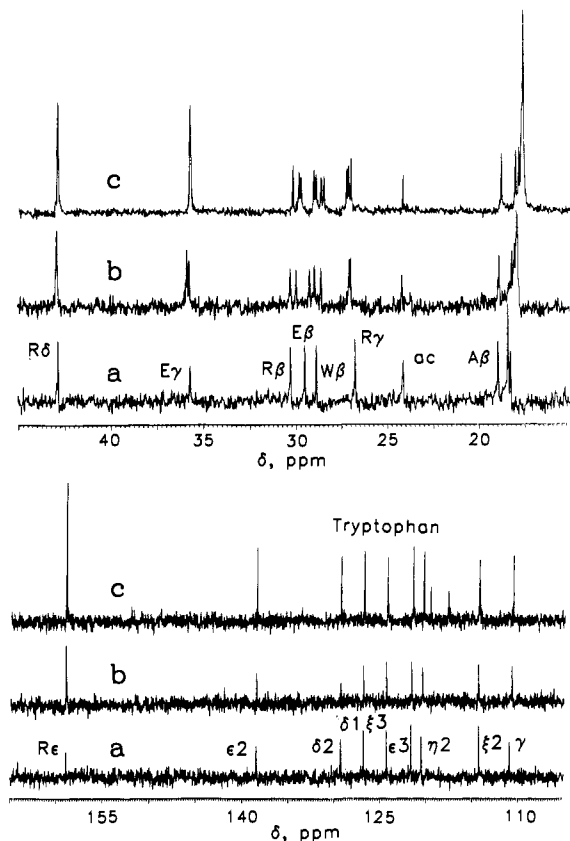 c
b
a
Rδ
Eγ
Rβ
Eβ
Wβ
Rγ
ac
Aβ
40 35 30 25 20
δ, ppm
Tryptophan
c
b
a
Rε
ε2
δ2
δ1 ξ3
ε3
η2
ξ2
γ
155 140 125 110
δ, ppm